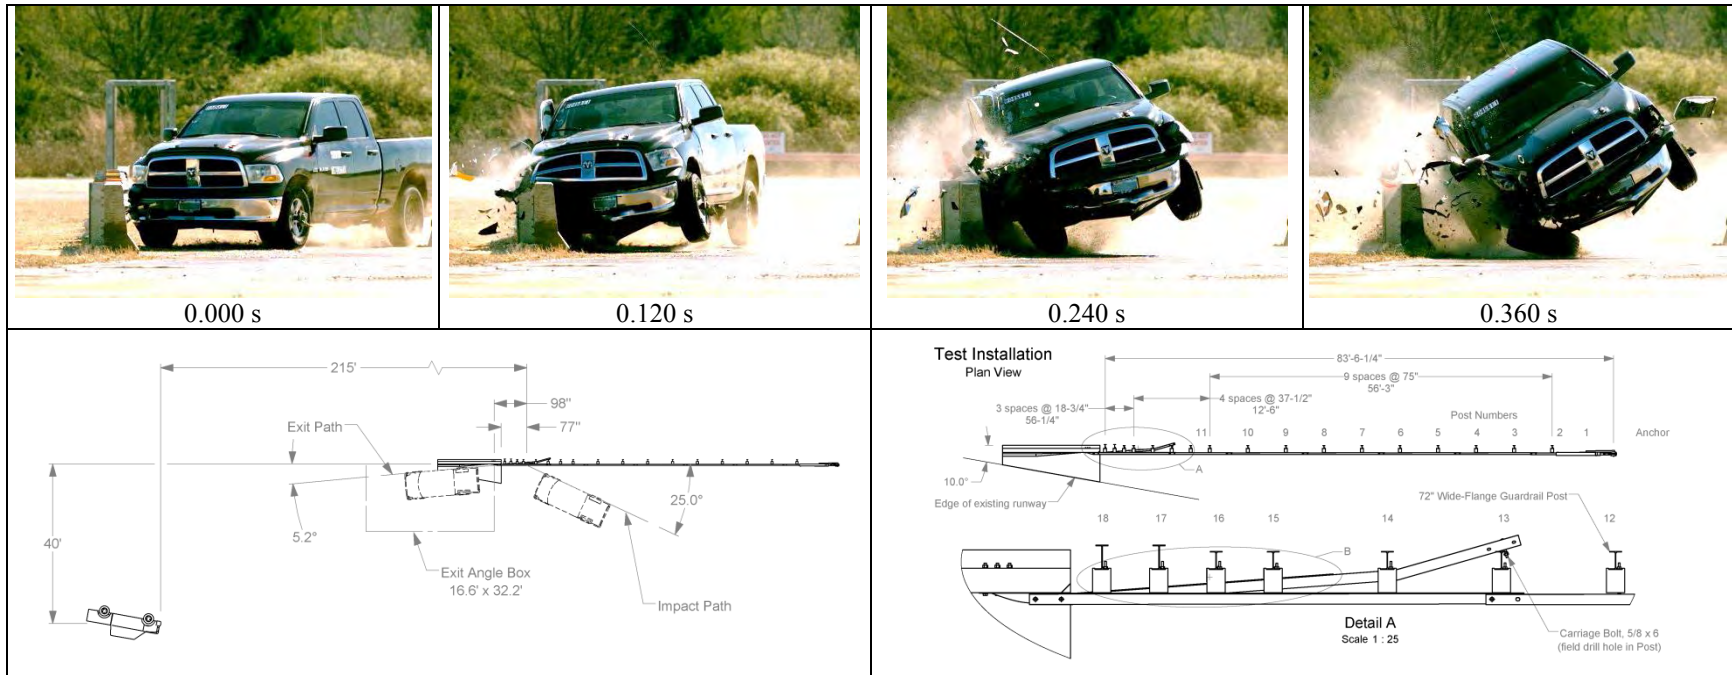 0.000 s
0.120 s
0.240 s
0.360 s
215'
98"
77"
Exit Path
25.0°
5.2°
40'
Exit Angle Box
16.6' x 32.2'
Impact Path
Test Installation
Plan View
83'-6-1/4"
9 spaces @ 75"
56'-3"
4 spaces @ 37-1/2"
12'-6"
3 spaces @ 18-3/4"
56-1/4"
Post Numbers
11 10 9 8 7 6 5 4 3 2 1 Anchor
A
10.0°
Edge of existing runway
72" Wide-Flange Guardrail Post
18 17 16 15 14 13 12
B
Detail A
Scale 1 : 25
Carriage Bolt, 5/8 x 6
(field drill hole in Post)